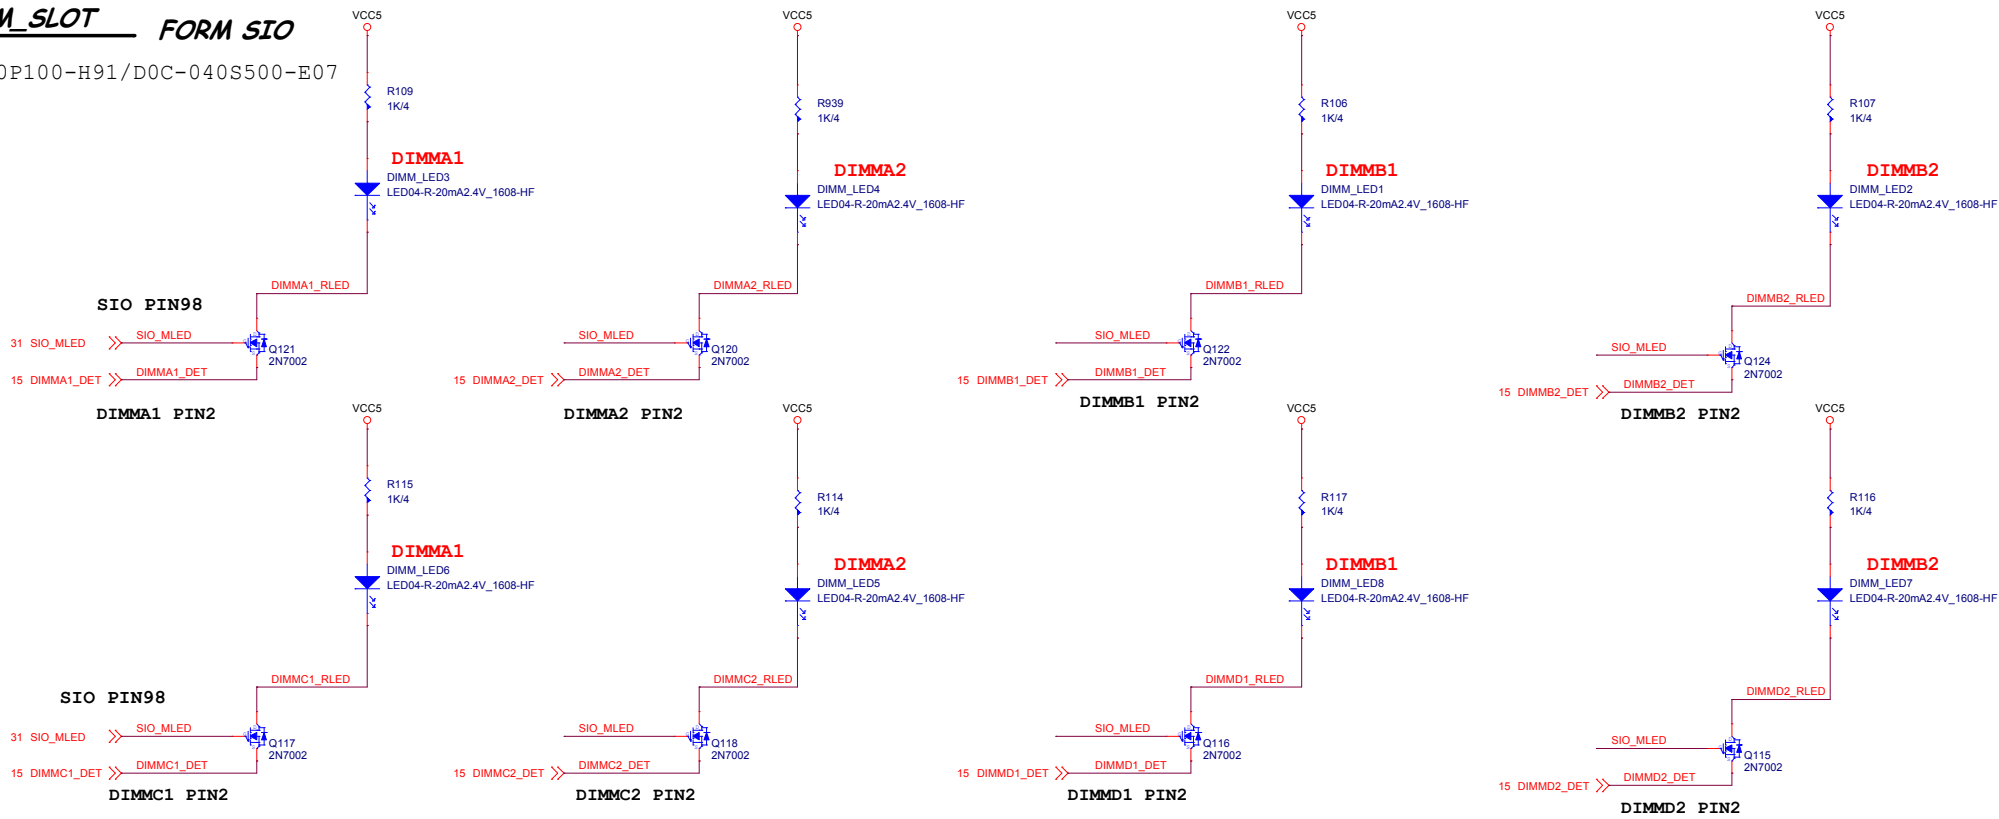 M_SLOT FORM SIO
0P100-H91/D0C-040S500-E07
VCC5
R109
1K/4
DIMMA1
DIMM_LED3
LED04-R-20mA2.4V_1608-HF
DIMMA1_RLED
SIO PIN98
31 SIO_MLED SIO_MLED
Q121
2N7002
15 DIMMA1_DET DIMMA1_DET
DIMMA1 PIN2
VCC5
R939
1K/4
DIMMA2
DIMM_LED4
LED04-R-20mA2.4V_1608-HF
DIMMA2_RLED
SIO_MLED
Q120
2N7002
15 DIMMA2_DET DIMMA2_DET
DIMMA2 PIN2
VCC5
R106
1K/4
DIMMB1
DIMM_LED1
LED04-R-20mA2.4V_1608-HF
DIMMB1_RLED
SIO_MLED
Q122
2N7002
15 DIMMB1_DET DIMMB1_DET
DIMMB1 PIN2
VCC5
R107
1K/4
DIMMB2
DIMM_LED2
LED04-R-20mA2.4V_1608-HF
DIMMB2_RLED
SIO_MLED
Q124
2N7002
15 DIMMB2_DET DIMMB2_DET
DIMMB2 PIN2
VCC5
R115
1K/4
DIMMA1
DIMM_LED6
LED04-R-20mA2.4V_1608-HF
DIMMC1_RLED
SIO PIN98
31 SIO_MLED SIO_MLED
Q117
2N7002
15 DIMMC1_DET DIMMC1_DET
DIMMC1 PIN2
VCC5
R114
1K/4
DIMMA2
DIMM_LED5
LED04-R-20mA2.4V_1608-HF
DIMMC2_RLED
SIO_MLED
Q118
2N7002
15 DIMMC2_DET DIMMC2_DET
DIMMC2 PIN2
VCC5
R117
1K/4
DIMMB1
DIMM_LED8
LED04-R-20mA2.4V_1608-HF
DIMMD1_RLED
SIO_MLED
Q116
2N7002
15 DIMMD1_DET DIMMD1_DET
DIMMD1 PIN2
VCC5
R116
1K/4
DIMMB2
DIMM_LED7
LED04-R-20mA2.4V_1608-HF
DIMMD2_RLED
SIO_MLED
Q115
2N7002
15 DIMMD2_DET DIMMD2_DET
DIMMD2 PIN2